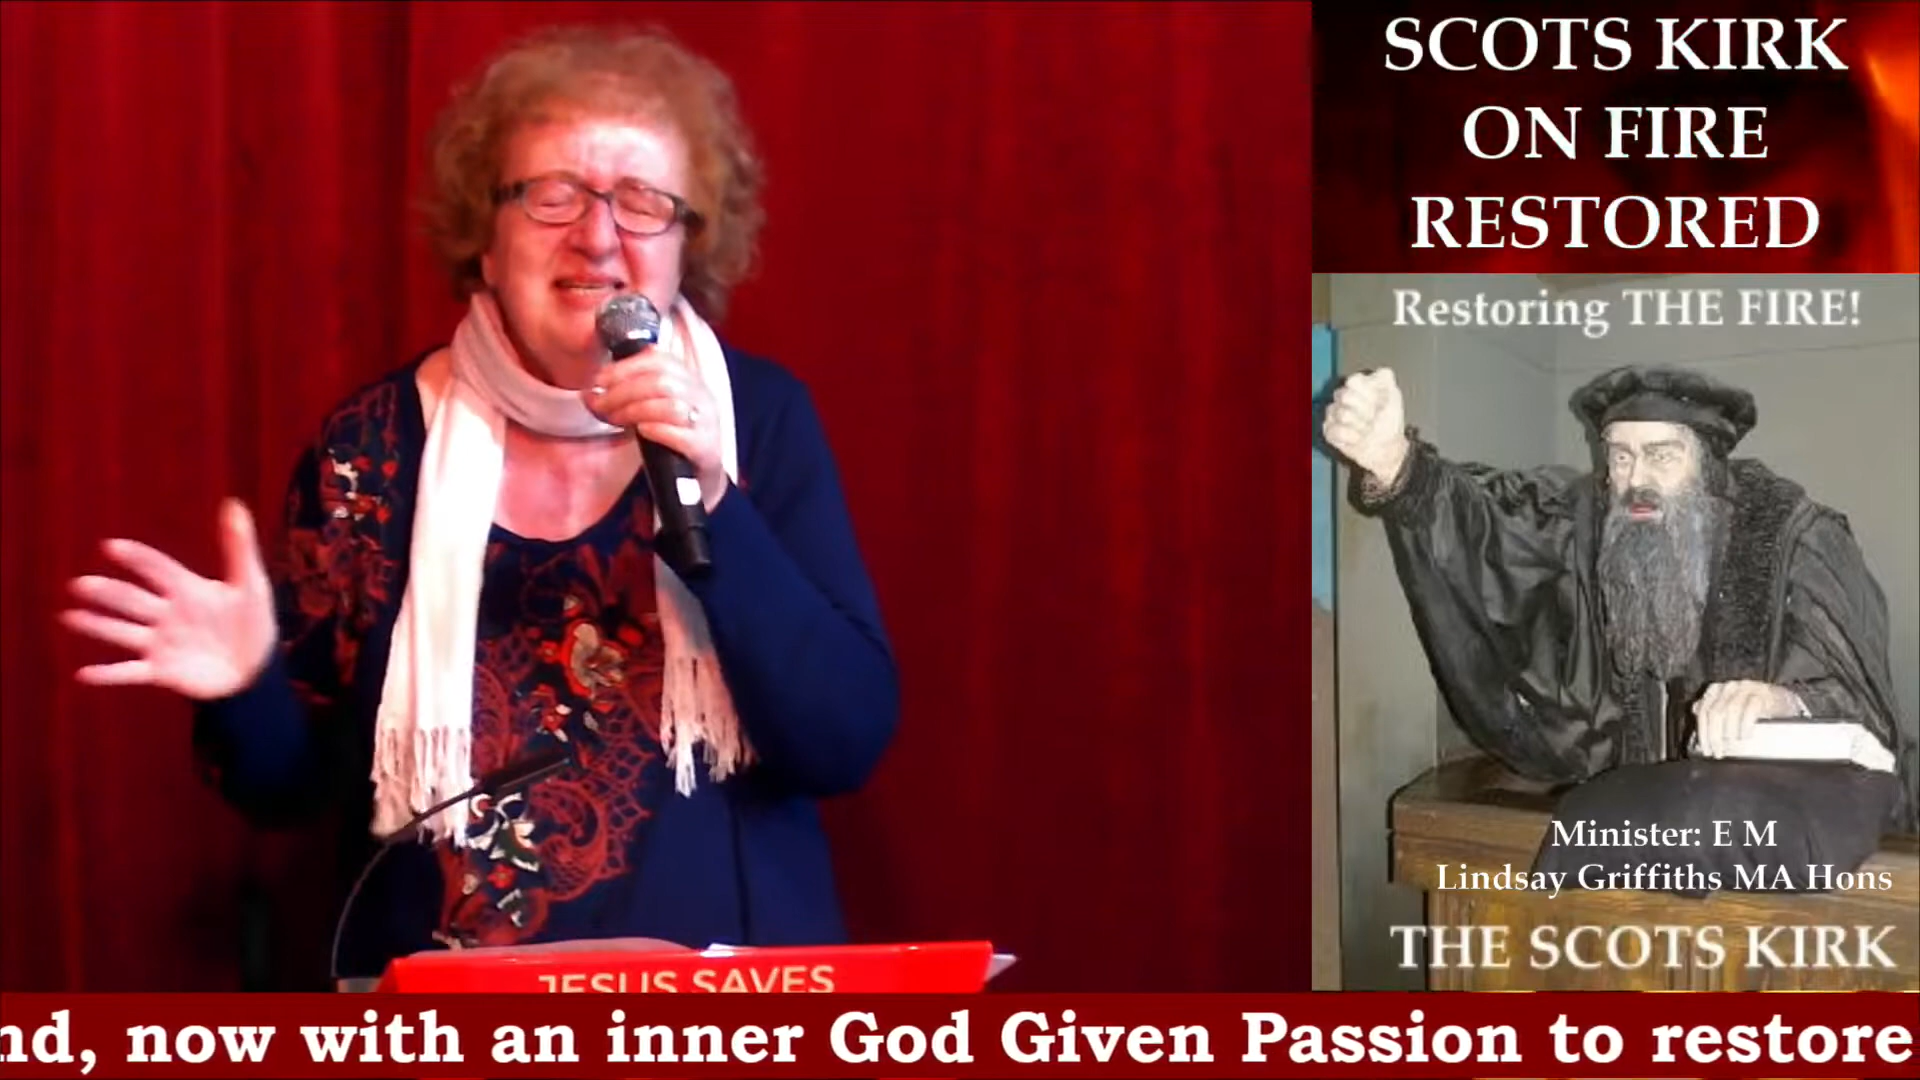 SCOTS KIRK
ON FIRE
RESTORED
Restoring THE FIRE!
Minister: E M
Lindsay Griffiths MA Hons
THE SCOTS KIRK
JESUS SAVES
now with an inner God Given Passion to restore